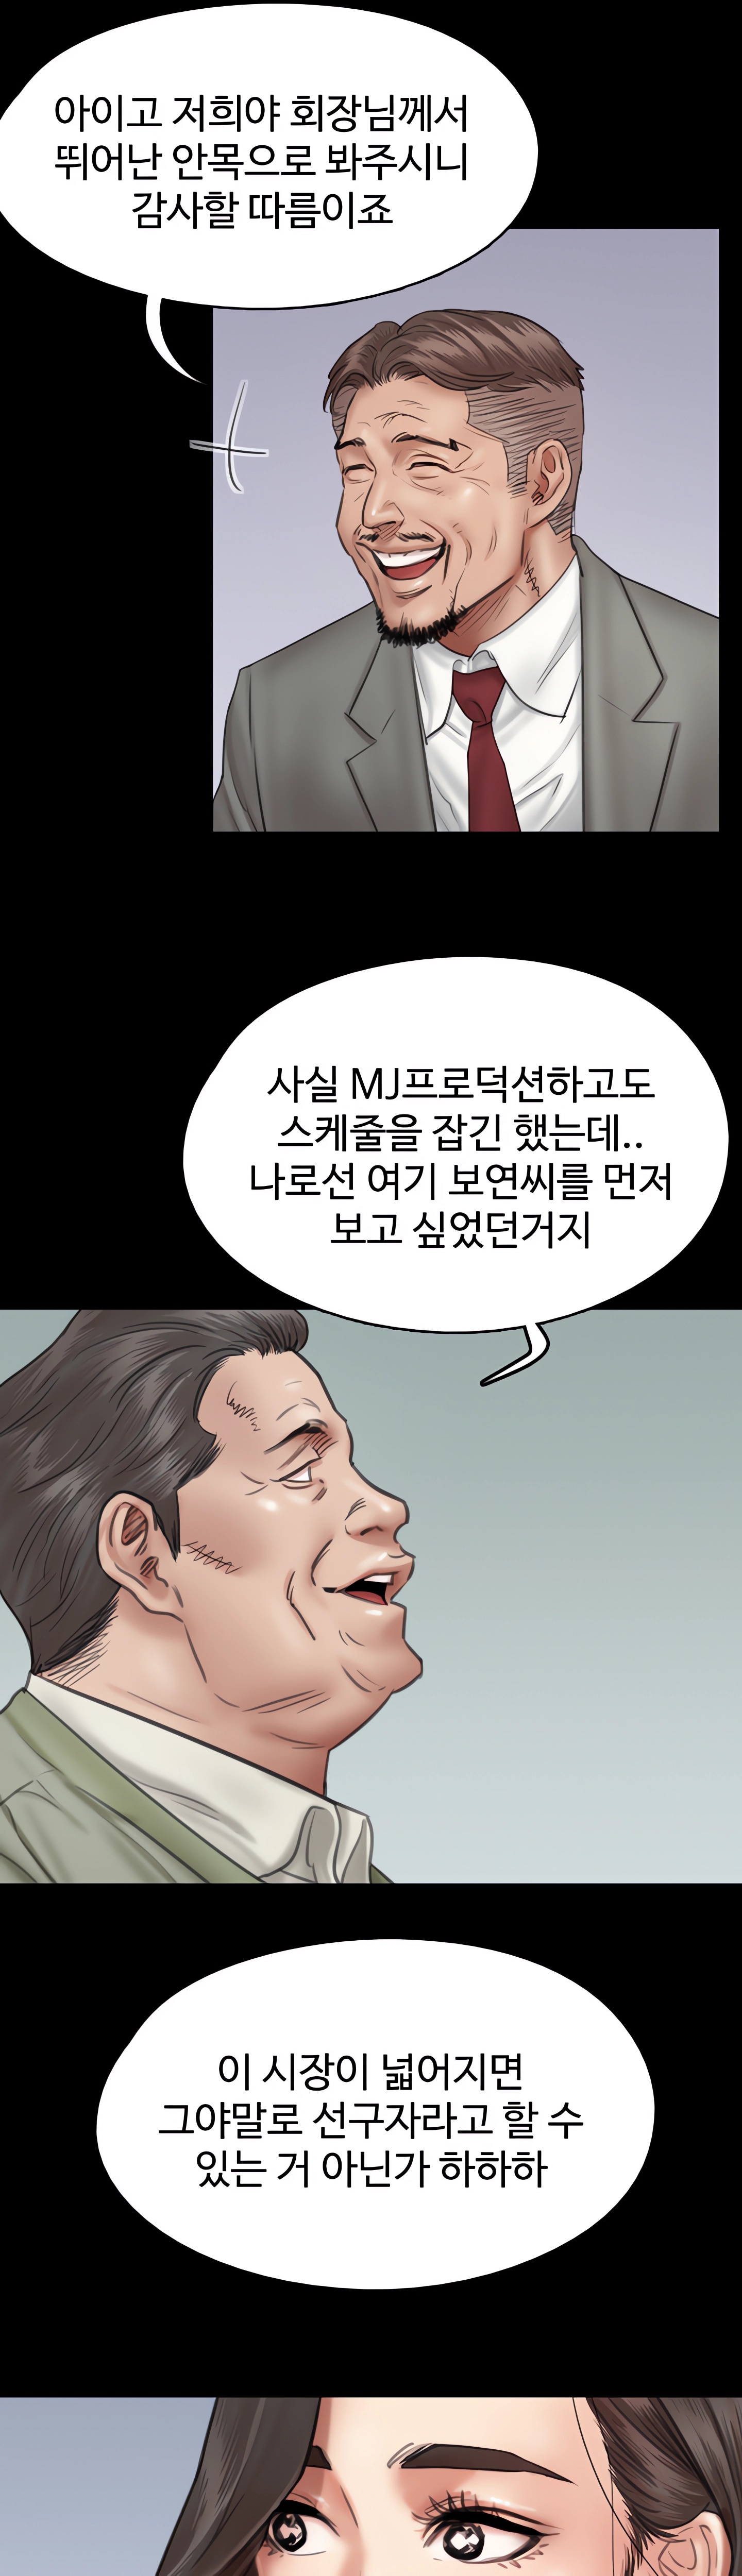 아이고 저희야 회장님께서
뛰어난 안목으로 봐주시니
감사할 따름이죠
사실 MJ프로덕션하고도
스케줄을 잡긴 했는데..
나로선 여기 보연씨를 먼저
보고 싶었던거지
이 시장이 넓어지면
그야말로 선구자라고 할 수
있는 거 아닌가 하하하